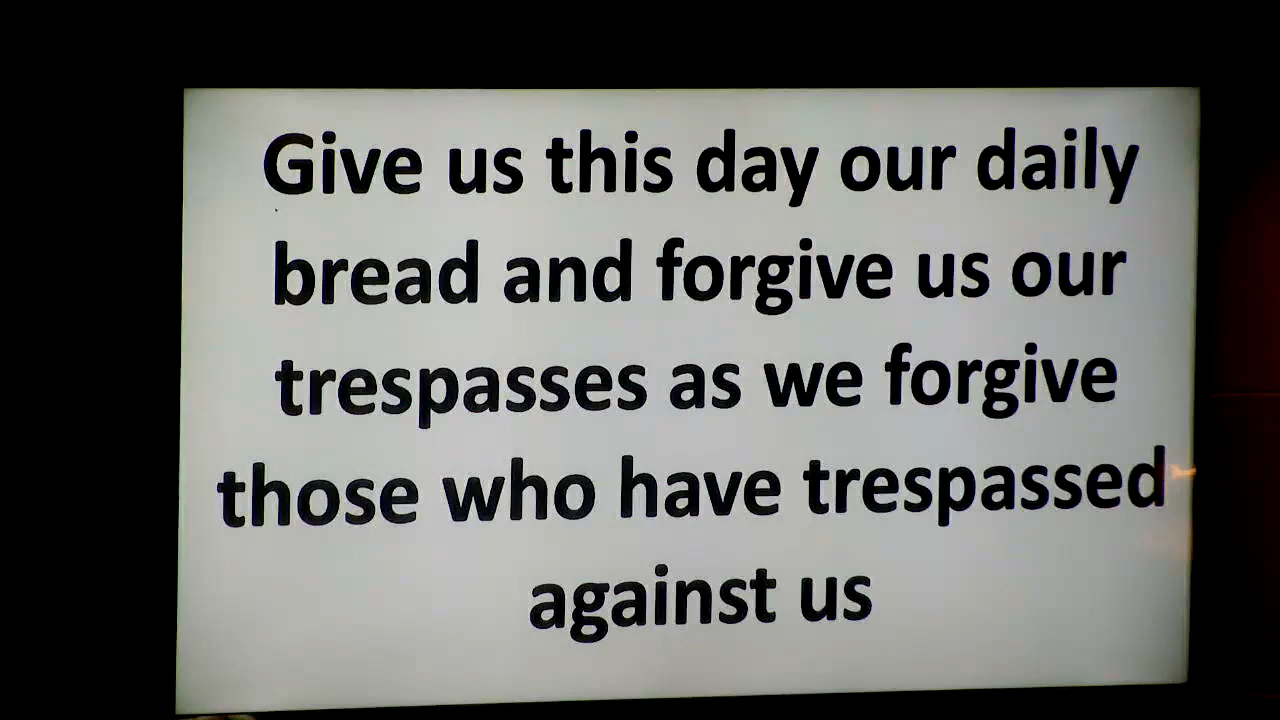 Give us this day our daily
bread and forgive us our
trespasses as we forgive
those who have trespassed
against us